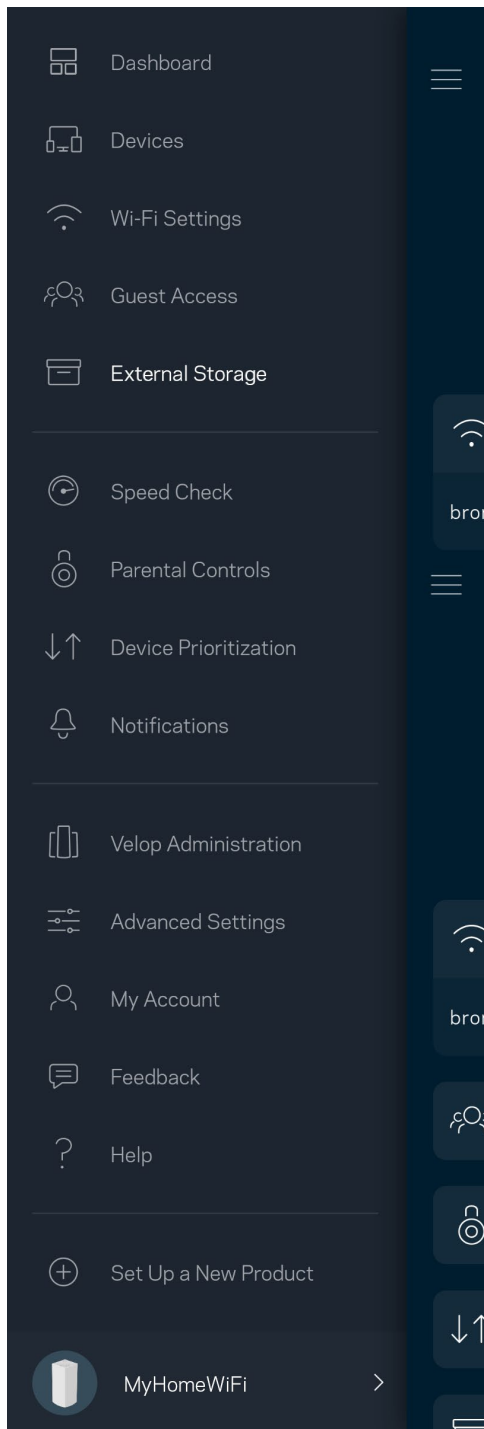 Dashboard
Devices
Wi-Fi Settings
Guest Access
External Storage
Speed Check
Parental Controls
Device Prioritization
Notifications
Velop Administration
Advanced Settings
My Account
Feedback
Help
Set Up a New Product
MyHomeWiFi